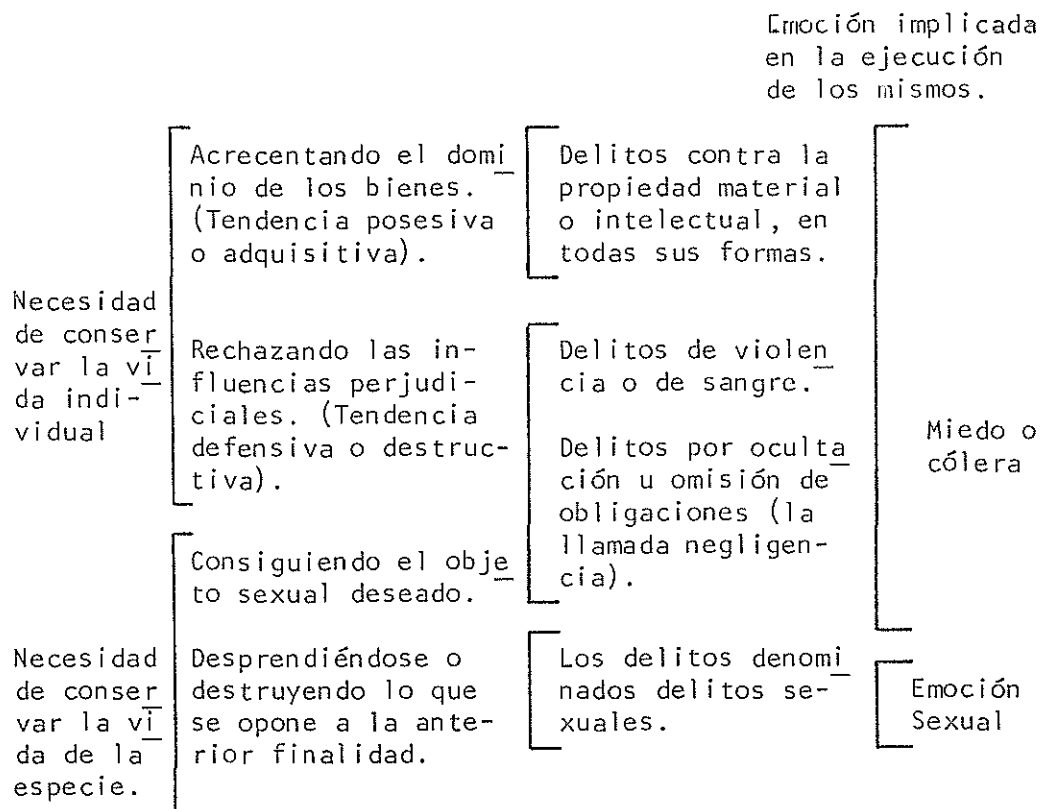 Emoción implicada
en la ejecución
de los mismos.
Necesidad
de conser
var la vi
da indi-
vidual
Acrecentando el domi
nio de los bienes.
(Tendencia posesiva
o adquisitiva).
Rechazando las in-
fluencias perjudi-
ciales. (Tendencia
defensiva o destruc-
tiva).
Delitos contra la
propiedad material
o intelectual, en
todas sus formas.
Delitos de violen
cia o de sangre.
Delitos por oculta
ción u omisión de
obligaciones (la
llamada negligen-
cia).
Miedo o
cólera
Necesidad
de conser
var la vi
da de la
especie.
Consiguiendo el obje
to sexual deseado.
Desprendiéndose o
destruyendo lo que
se opone a la ante-
rior finalidad.
Los delitos denomi
nados delitos se-
xuales.
Emoción
Sexual